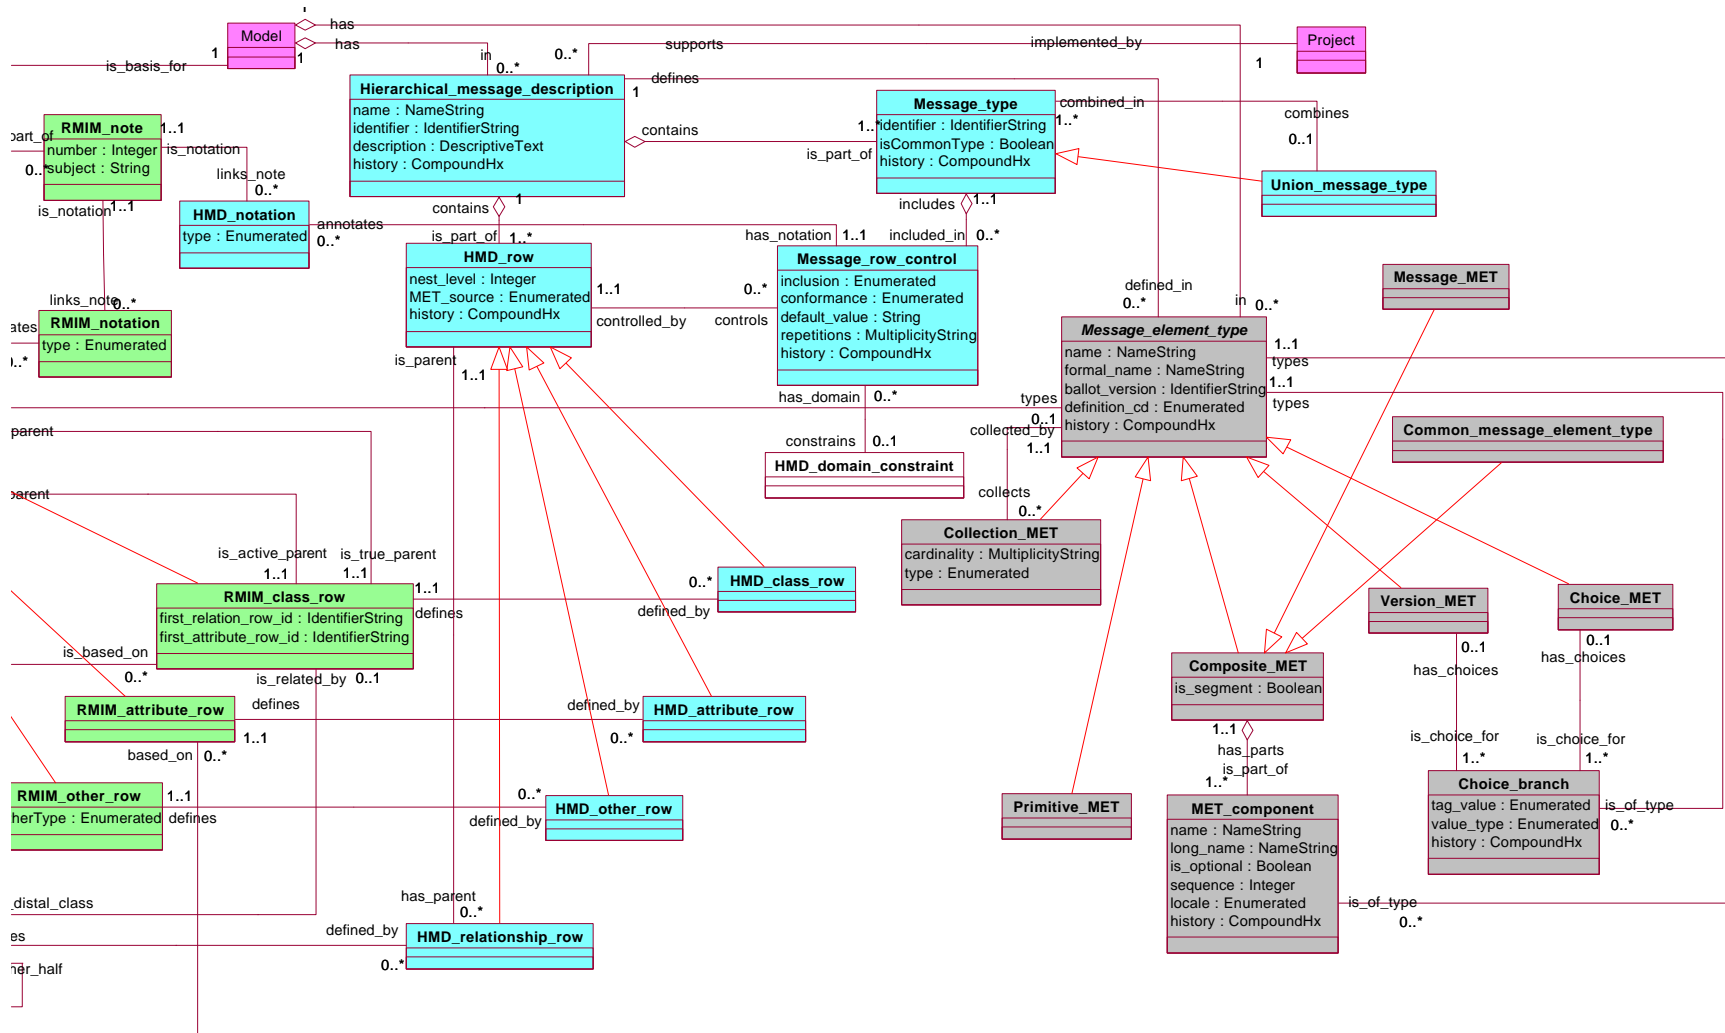 1
has
Model
1
has
1
is_basis_for
in
0..*
0..*
supports
implemented_by
Project
1
Hierarchical_message_description
name : NameString
identifier : IdentifierString
description : DescriptiveText
history : CompoundHx
1
defines
contains
1..*
is_part_of
Message_type
identifier : IdentifierString
isCommonType : Boolean
history : CompoundHx
combined_in
1..*
combines
0..1
Union_message_type
RMIM_note
number : Integer
subject : String
part_of
0..*
1..1
is_notation
links_note
0..*
is_notation
1..1
HMD_notation
type : Enumerated
annotates
0..*
contains
1
is_part_of
1..*
has_notation
1..1
includes
1..1
included_in
0..*
HMD_row
nest_level : Integer
MET_source : Enumerated
history : CompoundHx
1..1
controlled_by
0..*
controls
Message_row_control
inclusion : Enumerated
conformance : Enumerated
default_value : String
repetitions : MultiplicityString
history : CompoundHx
Message_MET
defined_in
0..*
in
0..*
links_note
0..*
RMIM_notation
type : Enumerated
ates
0..*
is_parent
1..1
Message_element_type
name : NameString
formal_name : NameString
ballot_version : IdentifierString
definition_cd : Enumerated
history : CompoundHx
1..1
types
1..1
types
types
0..1
collected_by
1..1
has_domain
0..*
constrains
0..1
HMD_domain_constraint
Common_message_element_type
parent
parent
collects
0..*
Collection_MET
cardinality : MultiplicityString
type : Enumerated
is_active_parent
1..1
is_true_parent
1..1
RMIM_class_row
first_relation_row_id : IdentifierString
first_attribute_row_id : IdentifierString
1..1
defines
0..*
defined_by
HMD_class_row
Version_MET
Choice_MET
0..1
has_choices
0..1
has_choices
is_based_on
0..*
is_related_by
0..1
Composite_MET
is_segment : Boolean
RMIM_attribute_row
defines
1..1
defined_by
0..*
HMD_attribute_row
based_on
0..*
1..1
has_parts
is_part_of
1..*
is_choice_for
1..*
is_choice_for
1..*
RMIM_other_row
herType : Enumerated
1..1
defines
0..*
defined_by
HMD_other_row
Primitive_MET
MET_component
name : NameString
long_name : NameString
is_optional : Boolean
sequence : Integer
locale : Enumerated
history : CompoundHx
Choice_branch
tag_value : Enumerated
value_type : Enumerated
history : CompoundHx
is_of_type
0..*
is_of_type
0..*
_distal_class
has_parent
0..*
es
defined_by
0..*
HMD_relationship_row
her_half